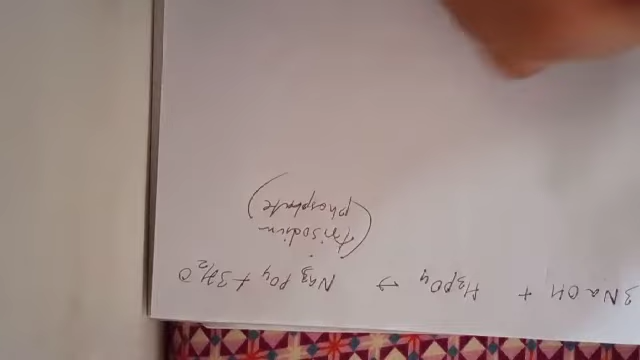 3NaOH + H3PO4 → Na3PO4 + 3H2O
(trisodium
phosphate)